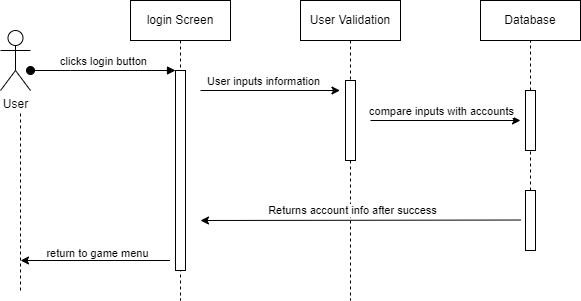 login Screen
User Validation
Database
clicks login button
User inputs information
User
compare inputs with accounts
Returns account info after success
return to game menu